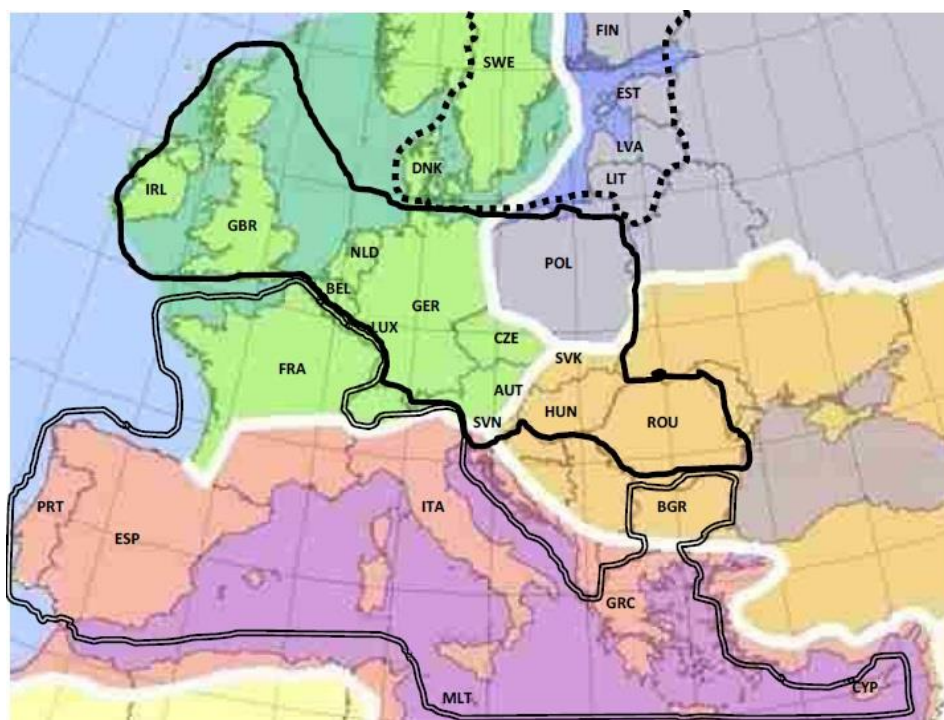 FIN
SWE
EST
LVA
DNK
LIT
IRL
GBR
NLD
POL
BEL
GER
LUX
CZE
SVK
FRA
AUT
HUN
SVN
ROU
PRT
ITA
BGR
ESP
GRC
CYP
MLT